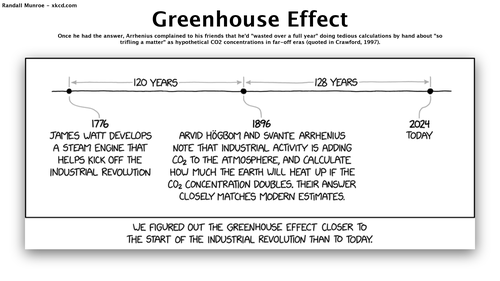 Randall Munroe - xkcd.com
Greenhouse Effect
Once he had the answer, Arrhenius complained to his friends that he'd "wasted over a full year" doing tedious calculations by hand about "so
trifling a matter" as hypothetical CO2 concentrations in far-off eras (quoted in Crawford, 1997).
120 YEARS
128 YEARS
1776
JAMES WATT DEVELOPS
A STEAM ENGINE THAT
HELPS KICK OFF THE
INDUSTRIAL REVOLUTION
1896
ARVID HÖGBOM AND SVANTE ARRHENIUS
NOTE THAT INDUSTRIAL ACTIVITY IS ADDING
CO₂ TO THE ATMOSPHERE, AND CALCULATE
HOW MUCH THE EARTH WILL HEAT UP IF THE
CO₂ CONCENTRATION DOUBLES. THEIR ANSWER
CLOSELY MATCHES MODERN ESTIMATES.
2024
TODAY
WE FIGURED OUT THE GREENHOUSE EFFECT CLOSER TO
THE START OF THE INDUSTRIAL REVOLUTION THAN TO TODAY.